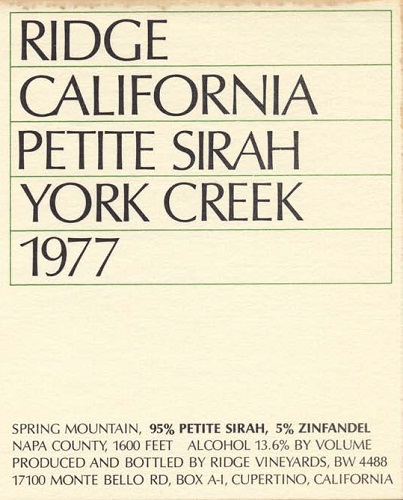 RIDGE
CALIFORNIA
PETITE SIRAH
YORK CREEK
1977
SPRING MOUNTAIN, 95% PETITE SIRAH, 5% ZINFANDEL
NAPA COUNTY, 1600 FEET ALCOHOL 13.6% BY VOLUME
PRODUCED AND BOTTLED BY RIDGE VINEYARDS, BW 4488
17100 MONTE BELLO RD, BOX A-I, CUPERTINO, CALIFORNIA